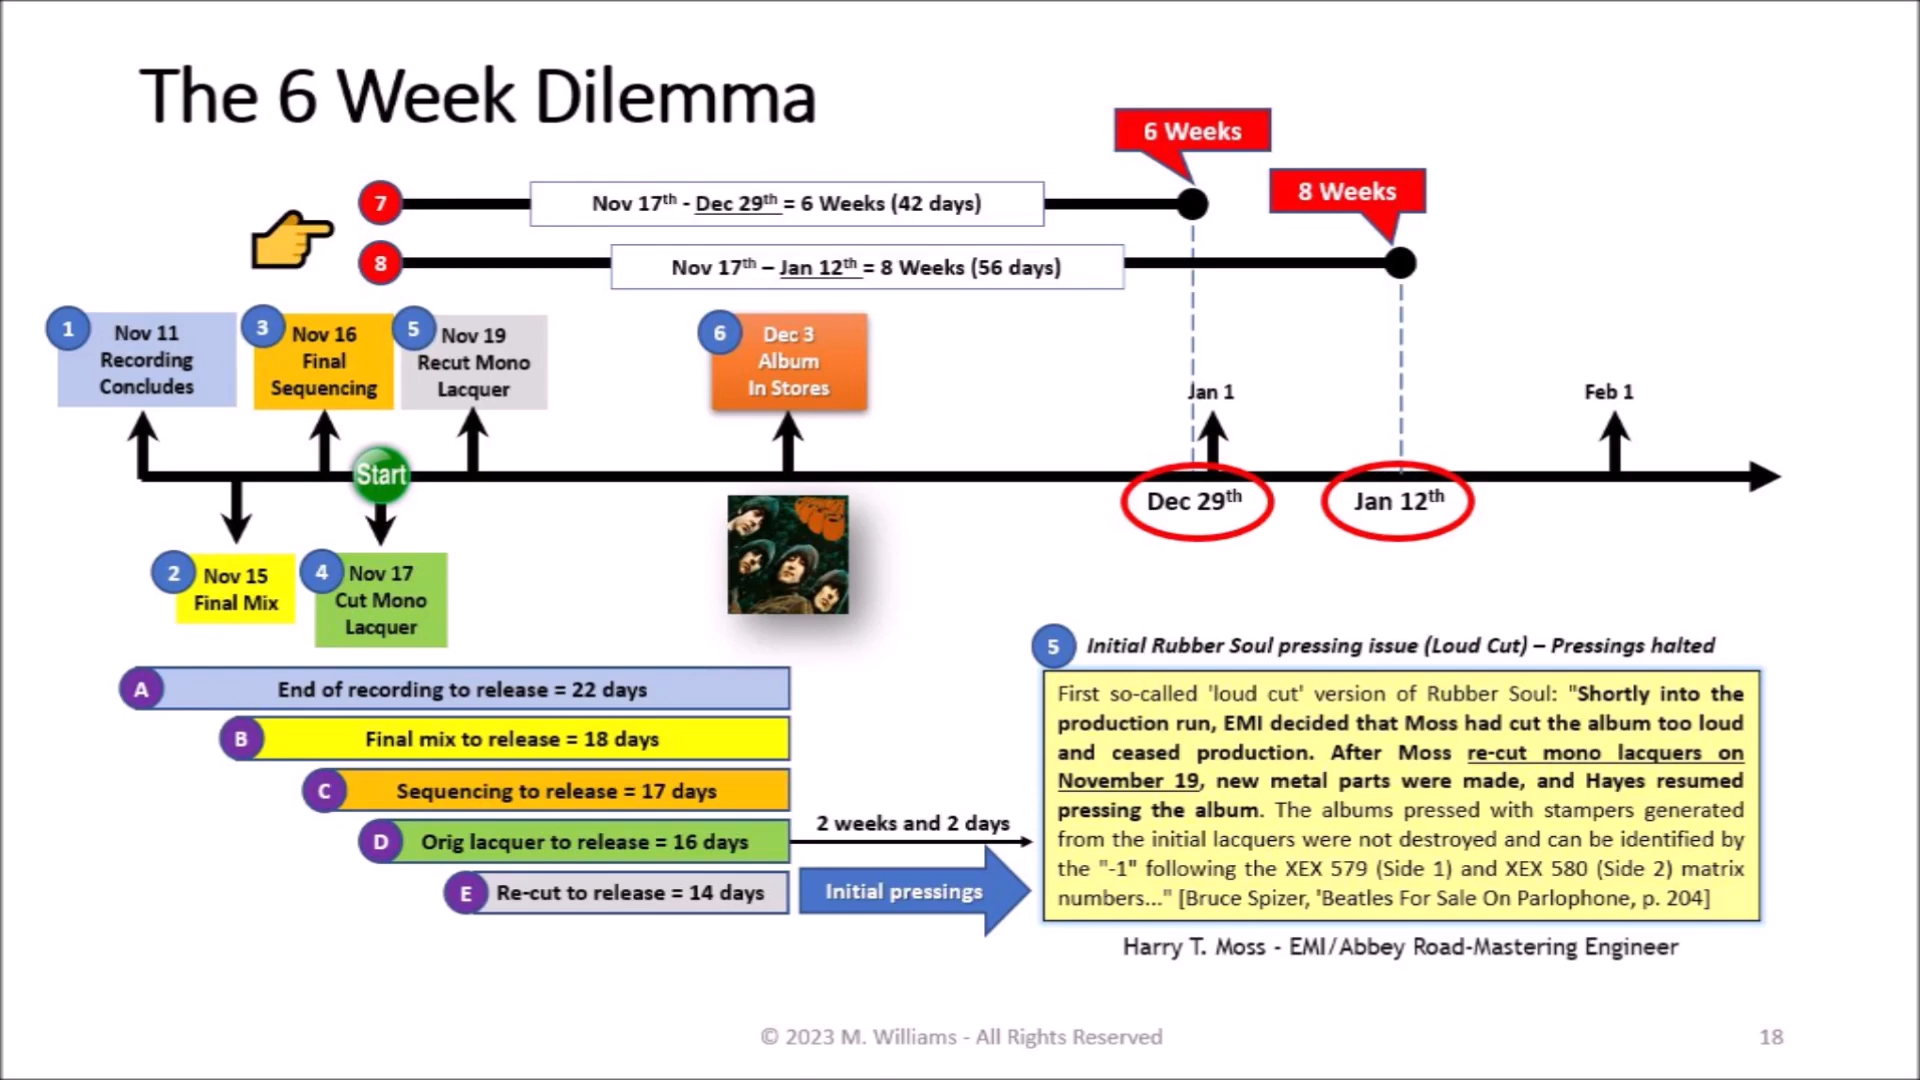 The 6 Week Dilemma
6 Weeks
8 Weeks
7
Nov 17th - Dec 29th = 6 Weeks (42 days)
8
Nov 17th – Jan 12th = 8 Weeks (56 days)
1
Nov 11
Recording
Concludes
3
Nov 16
Final
Sequencing
5
Nov 19
Recut Mono
Lacquer
6
Dec 3
Album
In Stores
Jan 1
Feb 1
Start
Dec 29th
Jan 12th
2
Nov 15
Final Mix
4
Nov 17
Cut Mono
Lacquer
A
End of recording to release = 22 days
B
Final mix to release = 18 days
C
Sequencing to release = 17 days
D
Orig lacquer to release = 16 days
2 weeks and 2 days
E
Re-cut to release = 14 days
Initial pressings
5
Initial Rubber Soul pressing issue (Loud Cut) – Pressings halted
First so-called 'loud cut' version of Rubber Soul: "Shortly into the
production run, EMI decided that Moss had cut the album too loud
and ceased production. After Moss re-cut mono lacquers on
November 19, new metal parts were made, and Hayes resumed
pressing the album. The albums pressed with stampers generated
from the initial lacquers were not destroyed and can be identified by
the "-1" following the XEX 579 (Side 1) and XEX 580 (Side 2) matrix
numbers..." [Bruce Spizer, 'Beatles For Sale On Parlophone, p. 204]
Harry T. Moss - EMI/Abbey Road-Mastering Engineer
© 2023 M. Williams - All Rights Reserved
18